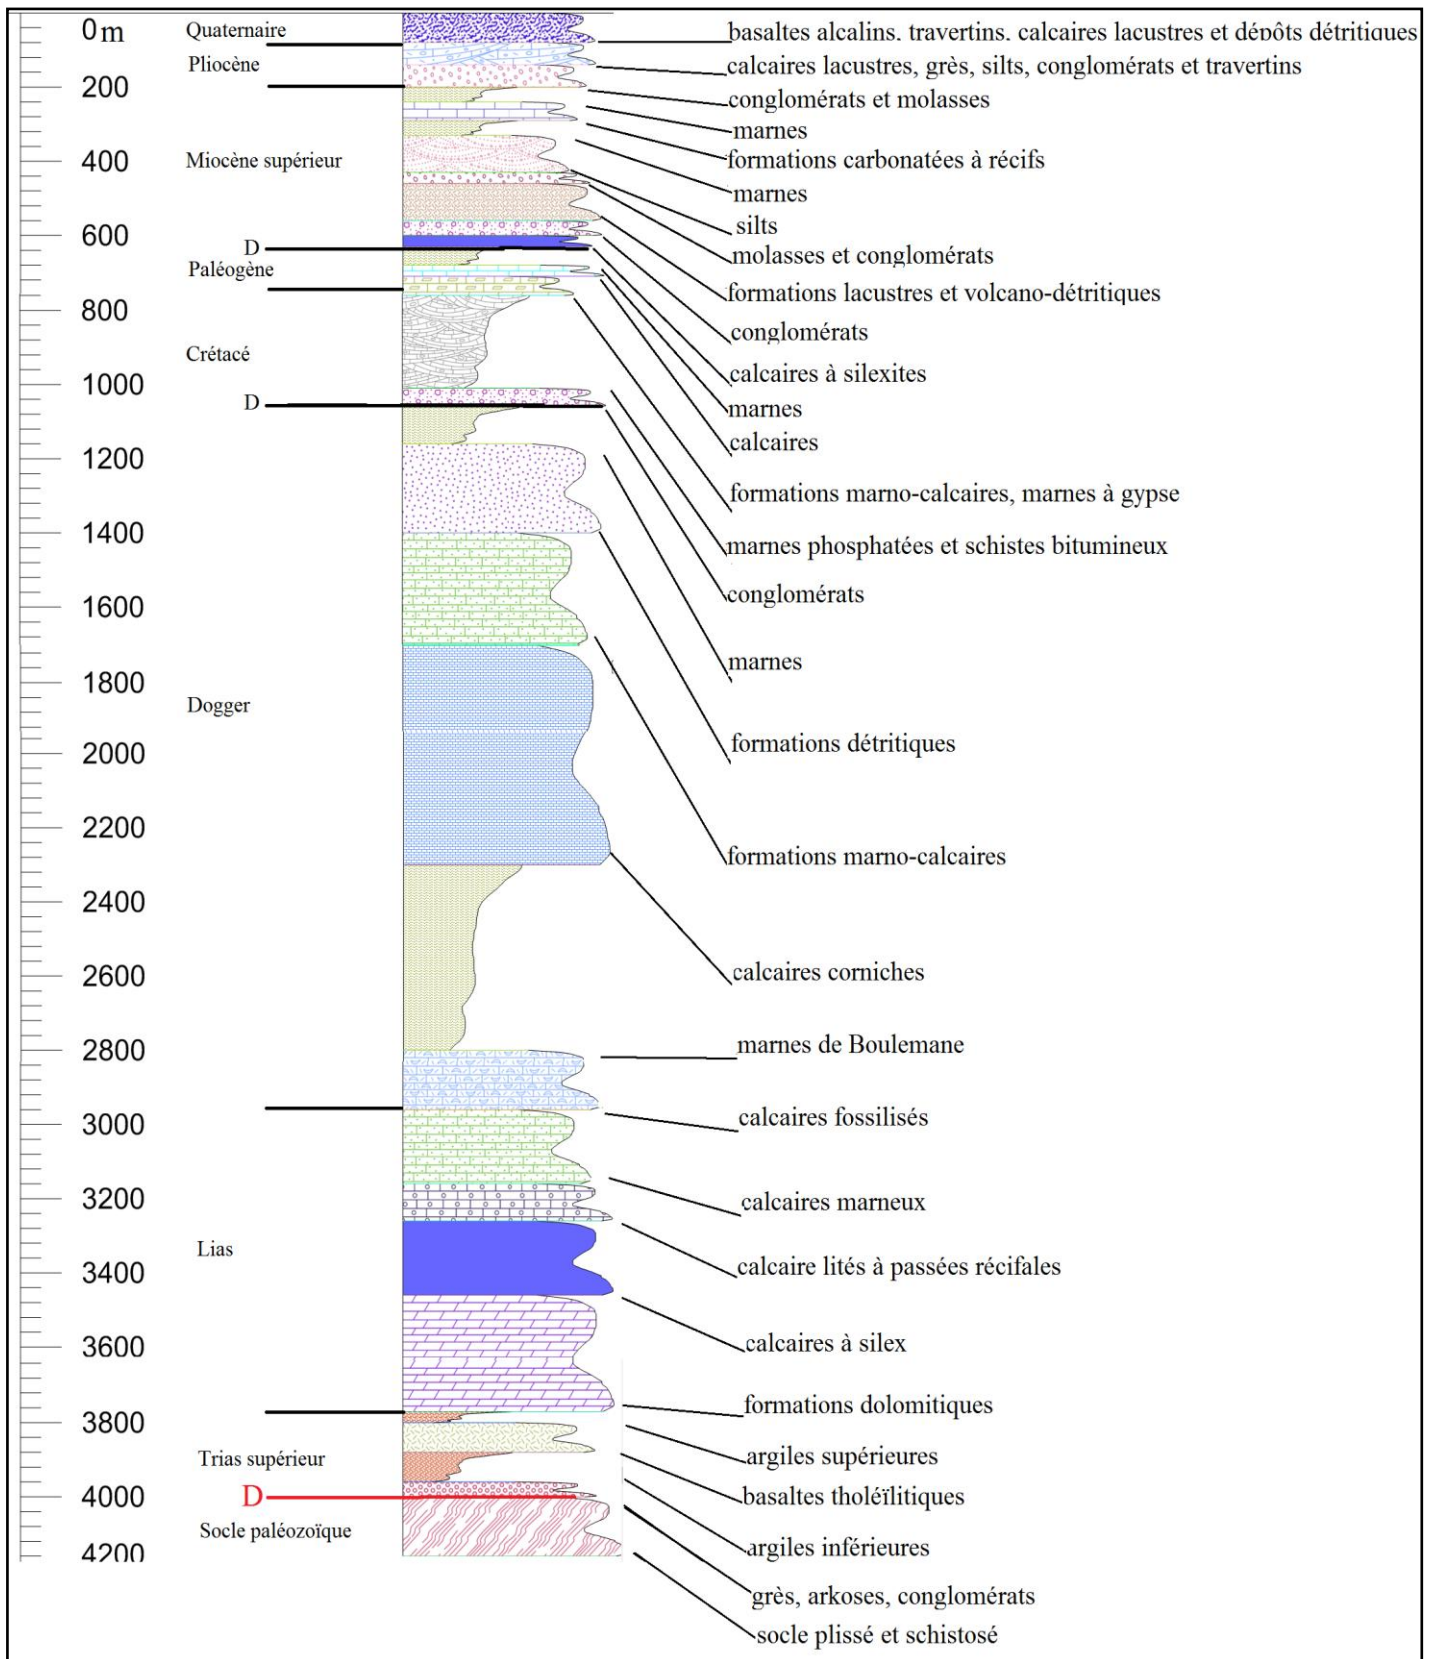 0 m
Quaternaire
basaltes alcalins, travertins, calcaires lacustres et dépôts détritiques
Pliocène
calcaires lacustres, grès, silts, conglomérats et travertins
200
conglomérats et molasses
marnes
400
Miocène supérieur
formations carbonatées à récifs
marnes
silts
600
D
molasses et conglomérats
Paléogène
formations lacustres et volcano-détritiques
800
conglomérats
Crétacé
calcaires à silexites
1000
D
marnes
calcaires
1200
formations marno-calcaires, marnes à gypse
1400
marnes phosphatées et schistes bitumineux
1600
conglomérats
marnes
1800
Dogger
formations détritiques
2000
2200
formations marno-calcaires
2400
2600
calcaires corniches
2800
marnes de Boulemane
3000
calcaires fossilisés
3200
calcaires marneux
Lias
calcaire lités à passées récifales
3400
3600
calcaires à silex
3800
formations dolomitiques
Trias supérieur
argiles supérieures
4000
D
basaltes tholéïlitiques
Socle paléozoïque
4200
argiles inférieures
grès, arkoses, conglomérats
socle plissé et schistosé